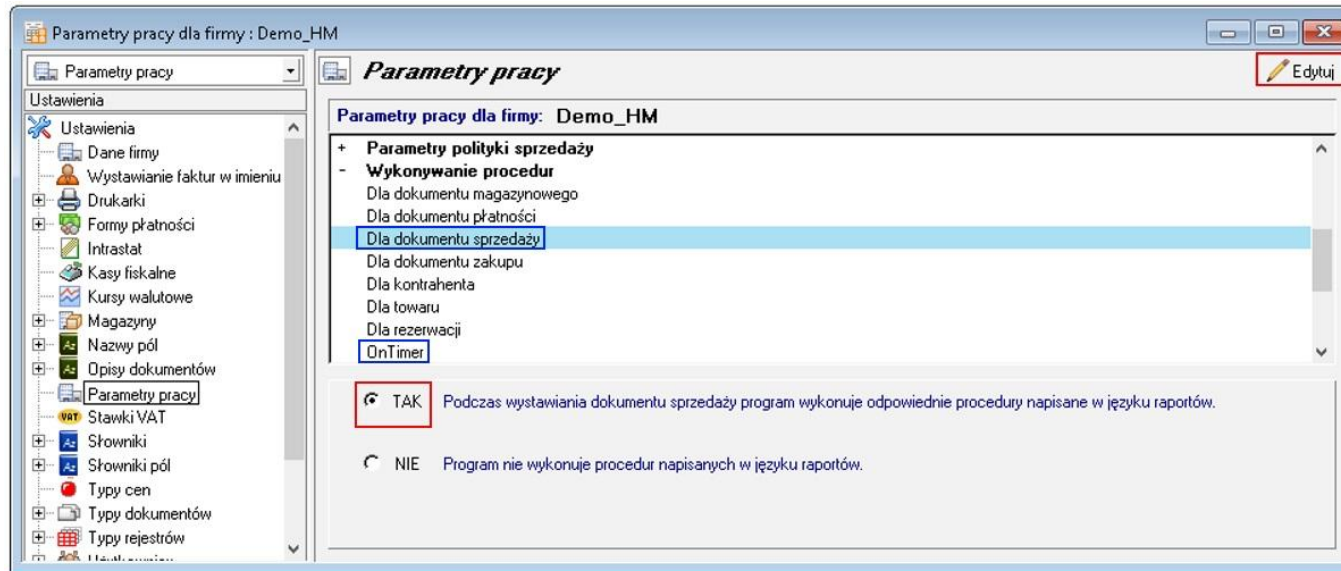 Parametry pracy dla firmy : Demo_HM
Parametry pracy
Ustawienia
Ustawienia
Dane firmy
Wystawianie faktur w imieniu
Drukarki
Formy płatności
Intrastat
Kasy fiskalne
Kursy walutowe
Magazyny
Nazwy pól
Opisy dokumentów
Parametry pracy
VAT Stawki VAT
Słowniki
Słowniki pól
Typy cen
Typy dokumentów
Typy rejestrów
Parametry pracy
Edytuj
Parametry pracy dla firmy: Demo_HM
+ Parametry polityki sprzedaży
- Wykonywanie procedur
Dla dokumentu magazynowego
Dla dokumentu płatności
Dla dokumentu sprzedaży
Dla dokumentu zakupu
Dla kontrahenta
Dla towaru
Dla rezerwacji
OnTimer
TAK Podczas wystawiania dokumentu sprzedaży program wykonuje odpowiednie procedury napisane w języku raportów.
NIE Program nie wykonuje procedur napisanych w języku raportów.